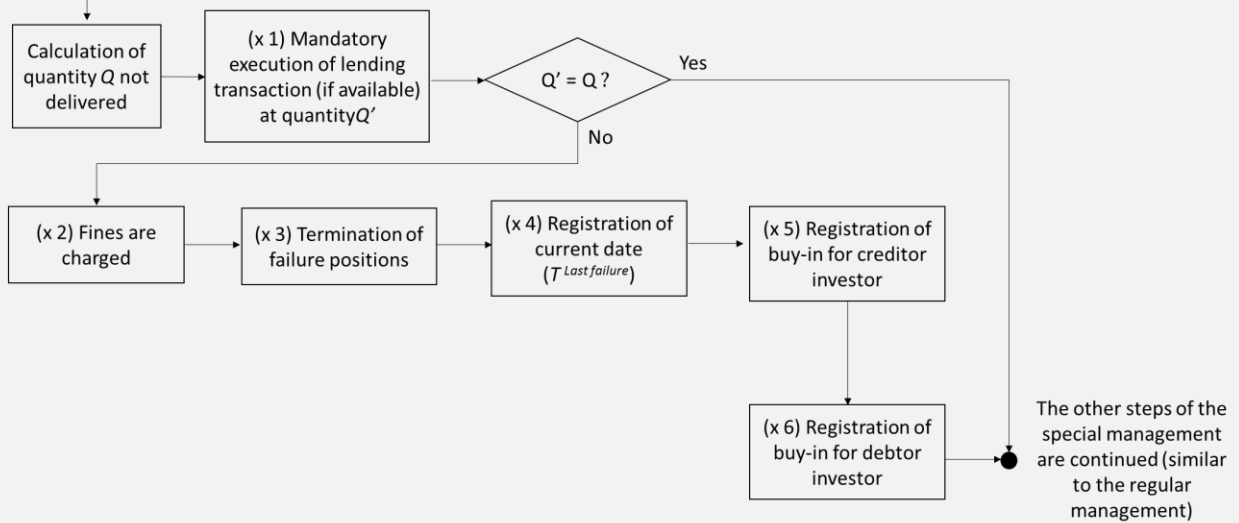 Calculation of
quantity Q not
delivered
(x 1) Mandatory
execution of lending
transaction (if available)
at quantityQ’
Q’ = Q ?
Yes
No
(x 2) Fines are
charged
(x 3) Termination of
failure positions
(x 4) Registration of
current date
(T Last failure)
(x 5) Registration of
buy-in for creditor
investor
(x 6) Registration of
buy-in for debtor
investor
The other steps of the
special management
are continued (similar
to the regular
management)